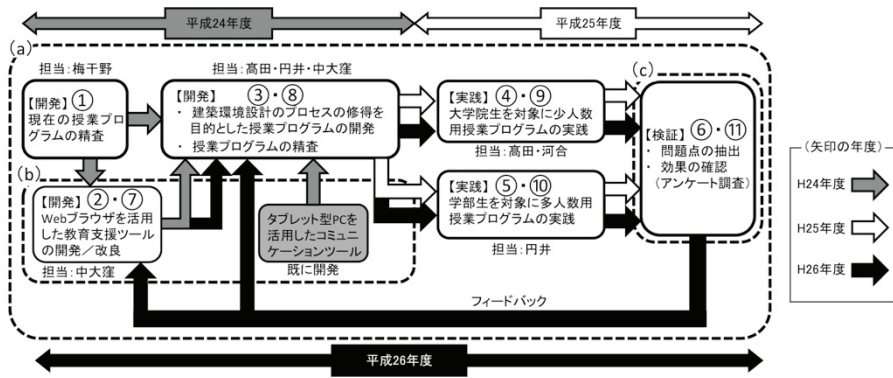 平成24年度
平成25年度
(a)
担当：梅干野
担当：髙田・円井・中大窪
(c)
【開発】①
現在の授業プロ
グラムの精査
【開発】 ③・⑧
・ 建築環境設計のプロセスの修得を
目的とした授業プログラムの開発
・ 授業プログラムの精査
【実践】 ④・⑨
大学院生を対象に少人数
用授業プログラムの実践
担当：髙田・河合
【検証】 ⑥・⑪
・ 問題点の抽出
・ 効果の確認
(アンケート調査)
(矢印の年度)
H24年度
H25年度
H26年度
(b)
【開発】 ②・⑦
Webブラウザを活用
した教育支援ツール
の開発／改良
担当：中大窪
タブレット型PCを
活用したコミュニ
ケーションツール
既に開発
【実践】 ⑤・⑩
学部生を対象に多人数用
授業プログラムの実践
担当：円井
フィードバック
平成26年度